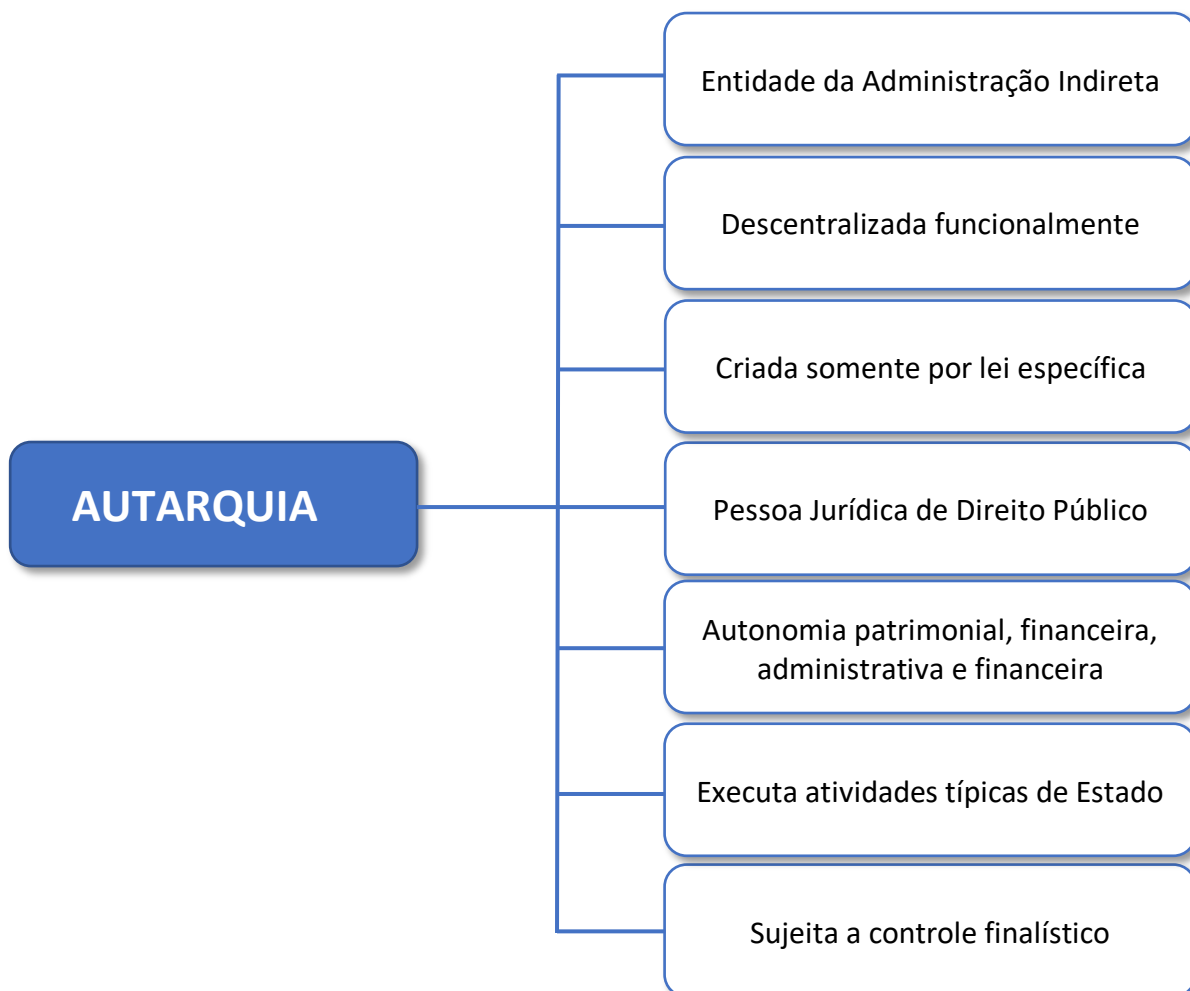 Entidade da Administração Indireta
Descentralizada funcionalmente
Criada somente por lei específica
AUTARQUIA
Pessoa Jurídica de Direito Público
Autonomia patrimonial, financeira,
administrativa e financeira
Executa atividades típicas de Estado
Sujeita a controle finalístico